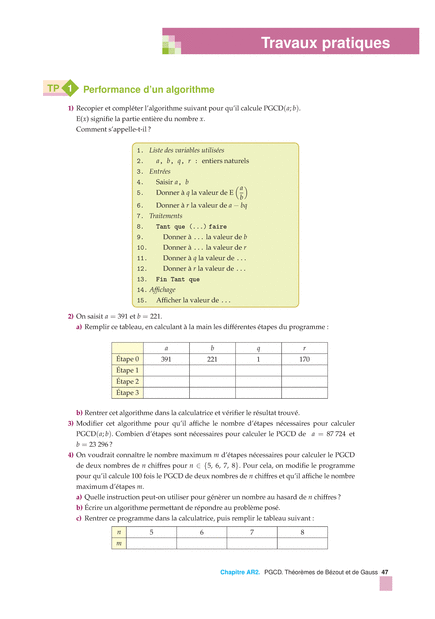 Travaux pratiques
TP 1 Performance d'un algorithme
1) Recopier et compléter l'algorithme suivant pour qu'il calcule PGCD(a; b).
E(x) signifie la partie entière du nombre x.
Comment s'appelle-t-il ?
1. Liste des variables utilisées
2. a, b, q, r : entiers naturels
3. Entrées
4. Saisir a, b
5. Donner à q la valeur de E(a/b)
6. Donner à r la valeur de a − bq
7. Traitements
8. Tant que (...) faire
9. Donner à ... la valeur de b
10. Donner à ... la valeur de r
11. Donner à q la valeur de ...
12. Donner à r la valeur de ...
13. Fin Tant que
14. Affichage
15. Afficher la valeur de ...
2) On saisit a = 391 et b = 221.
a) Remplir ce tableau, en calculant à la main les différentes étapes du programme :
a b q r
Étape 0 391 221 1 170
Étape 1
Étape 2
Étape 3
b) Rentrer cet algorithme dans la calculatrice et vérifier le résultat trouvé.
3) Modifier cet algorithme pour qu'il affiche le nombre d'étapes nécessaires pour calculer
PGCD(a; b). Combien d'étapes sont nécessaires pour calculer le PGCD de a = 87 724 et
b = 23 296 ?
4) On voudrait connaître le nombre maximum m d'étapes nécessaires pour calculer le PGCD
de deux nombres de n chiffres pour n ∈ {5, 6, 7, 8}. Pour cela, on modifie le programme
pour qu'il calcule 100 fois le PGCD de deux nombres de n chiffres et qu'il affiche le nombre
maximum d'étapes m.
a) Quelle instruction peut-on utiliser pour générer un nombre au hasard de n chiffres ?
b) Écrire un algorithme permettant de répondre au problème posé.
c) Rentrer ce programme dans la calculatrice, puis remplir le tableau suivant :
n 5 6 7 8
m
Chapitre AR2. PGCD. Théorèmes de Bézout et de Gauss 47